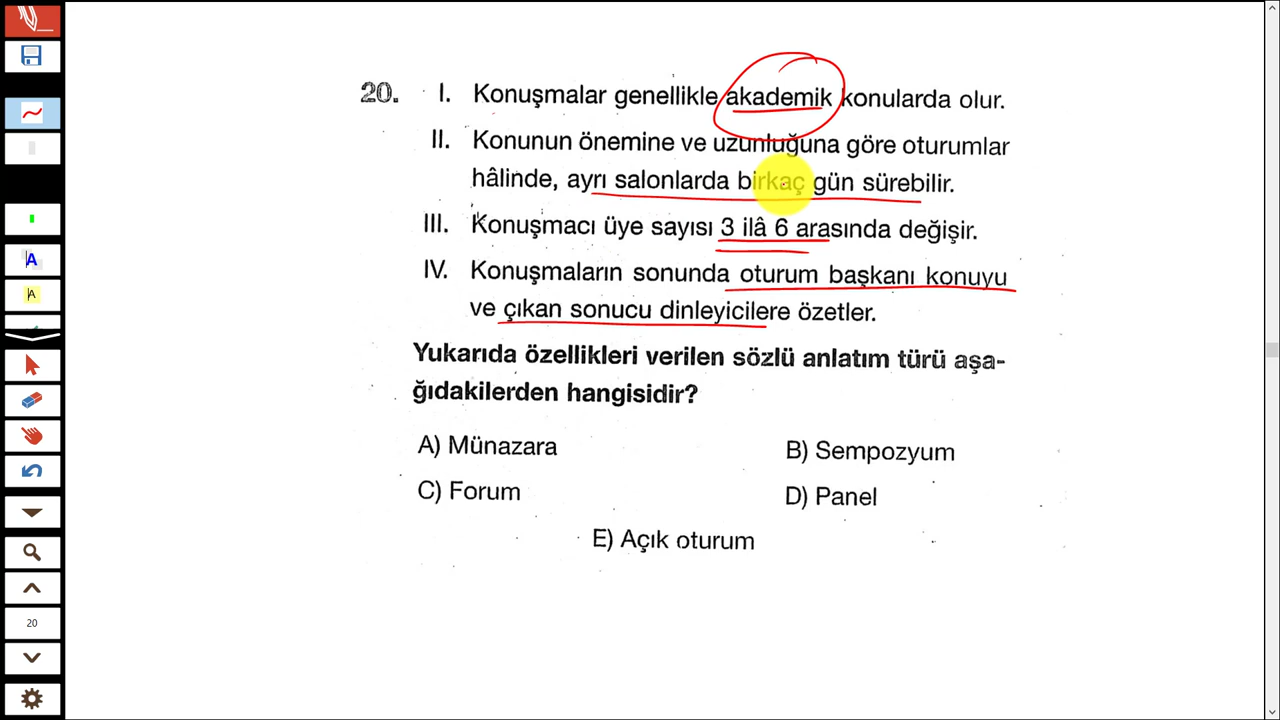 20. I. Konuşmalar genellikle akademik konularda olur.
II. Konunun önemine ve uzunluğuna göre oturumlar
hâlinde, ayrı salonlarda birkaç gün sürebilir.
III. Konuşmacı üye sayısı 3 ilâ 6 arasında değişir.
IV. Konuşmaların sonunda oturum başkanı konuyu
ve çıkan sonucu dinleyicilere özetler.
Yukarıda özellikleri verilen sözlü anlatım türü aşa-
ğıdakilerden hangisidir?
A) Münazara
B) Sempozyum
C) Forum
D) Panel
E) Açık oturum
A
A
20